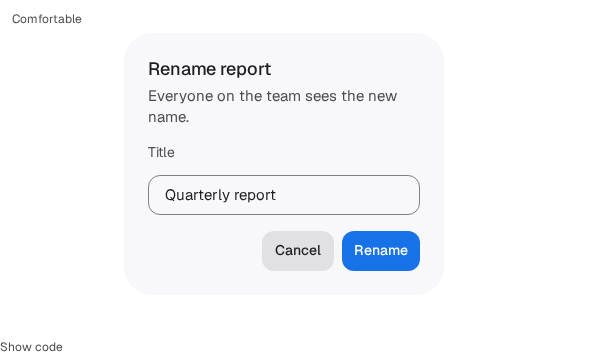 Comfortable
Rename report
Everyone on the team sees the new
name.
Title
Quarterly report
Cancel
Rename
Show code